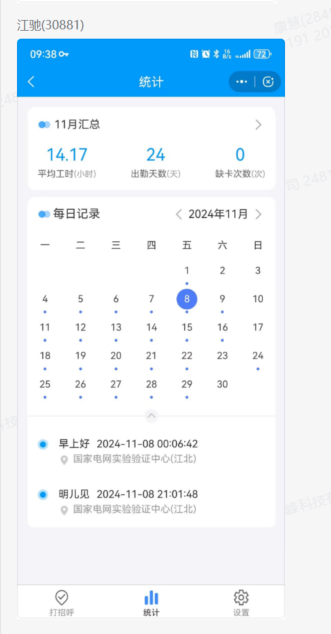 江驰(30881)
09:38
72
统计
11月汇总
14.17 24 0
平均工时(小时) 出勤天数(天) 缺卡次数(次)
每日记录 2024年11月
一 二 三 四 五 六 日
1 2 3
4 5 6 7 8 9 10
11 12 13 14 15 16 17
18 19 20 21 22 23 24
25 26 27 28 29 30
早上好 2024-11-08 00:06:42
国家电网实验验证中心(江北)
明儿见 2024-11-08 21:01:48
国家电网实验验证中心(江北)
打招呼 统计 设置